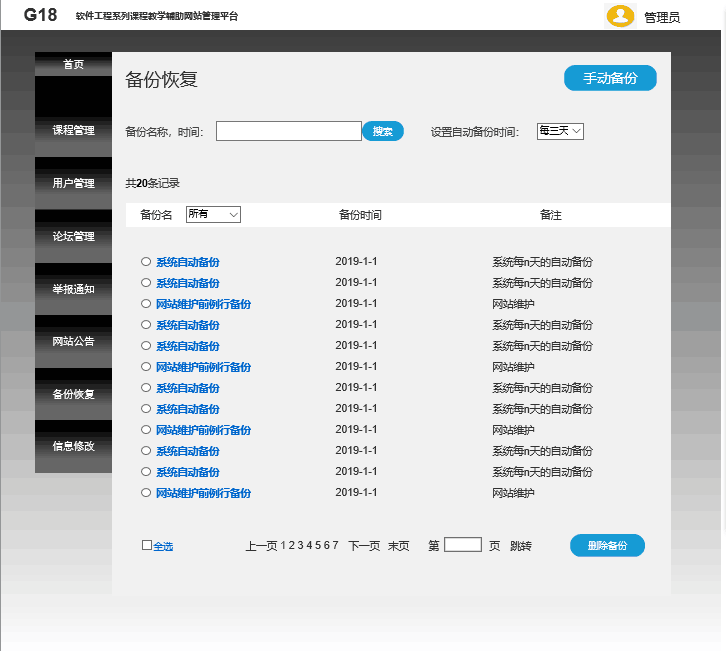 G18 软件工程系列课程教学辅助网站管理平台 管理员
首页
课程管理
用户管理
论坛管理
举报通知
网站公告
备份恢复
信息修改
备份恢复 手动备份
备份名称，时间： 搜索 设置自动备份时间： 每三天
共20条记录
备份名 所有 备份时间 备注
系统自动备份 2019-1-1 系统每n天的自动备份
系统自动备份 2019-1-1 系统每n天的自动备份
网站维护前例行备份 2019-1-1 网站维护
系统自动备份 2019-1-1 系统每n天的自动备份
系统自动备份 2019-1-1 系统每n天的自动备份
网站维护前例行备份 2019-1-1 网站维护
系统自动备份 2019-1-1 系统每n天的自动备份
系统自动备份 2019-1-1 系统每n天的自动备份
网站维护前例行备份 2019-1-1 网站维护
系统自动备份 2019-1-1 系统每n天的自动备份
系统自动备份 2019-1-1 系统每n天的自动备份
网站维护前例行备份 2019-1-1 网站维护
全选 上一页 1 2 3 4 5 6 7 下一页 末页 第 页 跳转 删除备份